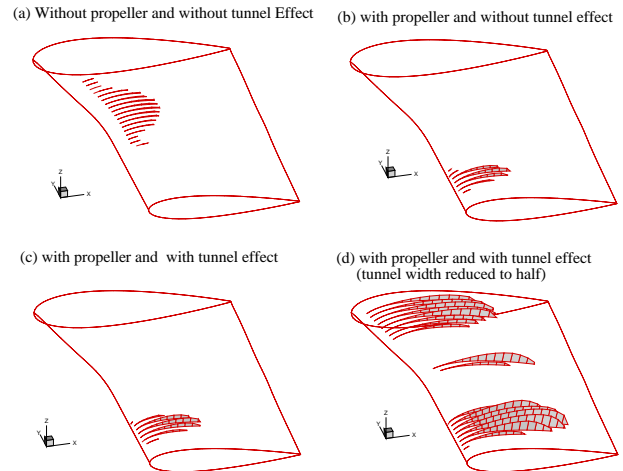 (a) Without propeller and without tunnel Effect
(b) with propeller and without tunnel effect
Z
Y
X
Z
Y
X
(c) with propeller and  with tunnel effect
(d) with propeller and with tunnel effect
(tunnel width reduced to half)
Z
Y
X
Z
Y
X